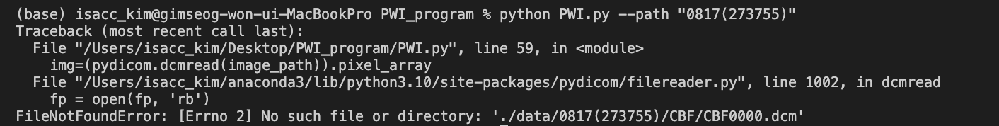 (base) isacc_kim@gimseog-won-ui-MacBookPro PWI_program % python PWI.py --path "0817(273755)"
Traceback (most recent call last):
  File "/Users/isacc_kim/Desktop/PWI_program/PWI.py", line 59, in <module>
    img=(pydicom.dcmread(image_path)).pixel_array
  File "/Users/isacc_kim/anaconda3/lib/python3.10/site-packages/pydicom/filereader.py", line 1002, in dcmread
    fp = open(fp, 'rb')
FileNotFoundError: [Errno 2] No such file or directory: './data/0817(273755)/CBF/CBF0000.dcm'